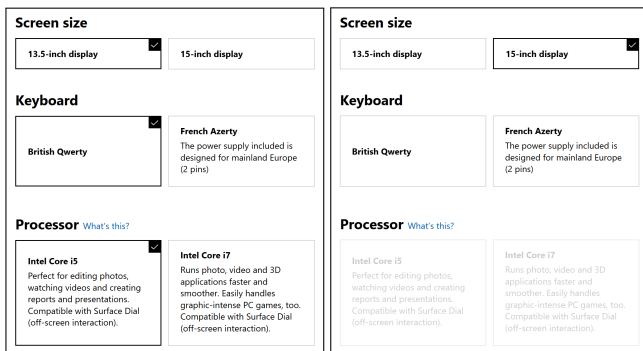 Screen size
13.5-inch display
15-inch display
Keyboard
British Qwerty
French Azerty
The power supply included is
designed for mainland Europe
(2 pins)
Processor What's this?
Intel Core i5
Perfect for editing photos,
watching videos and creating
reports and presentations.
Compatible with Surface Dial
(off-screen interaction).
Intel Core i7
Runs photo, video and 3D
applications faster and
smoother. Easily handles
graphic-intense PC games, too.
Compatible with Surface Dial
(off-screen interaction).
Screen size
13.5-inch display
15-inch display
Keyboard
British Qwerty
French Azerty
The power supply included is
designed for mainland Europe
(2 pins)
Processor What's this?
Intel Core i5
Perfect for editing photos,
watching videos and creating
reports and presentations.
Compatible with Surface Dial
(off-screen interaction).
Intel Core i7
Runs photo, video and 3D
applications faster and
smoother. Easily handles
graphic-intense PC games, too.
Compatible with Surface Dial
(off-screen interaction).